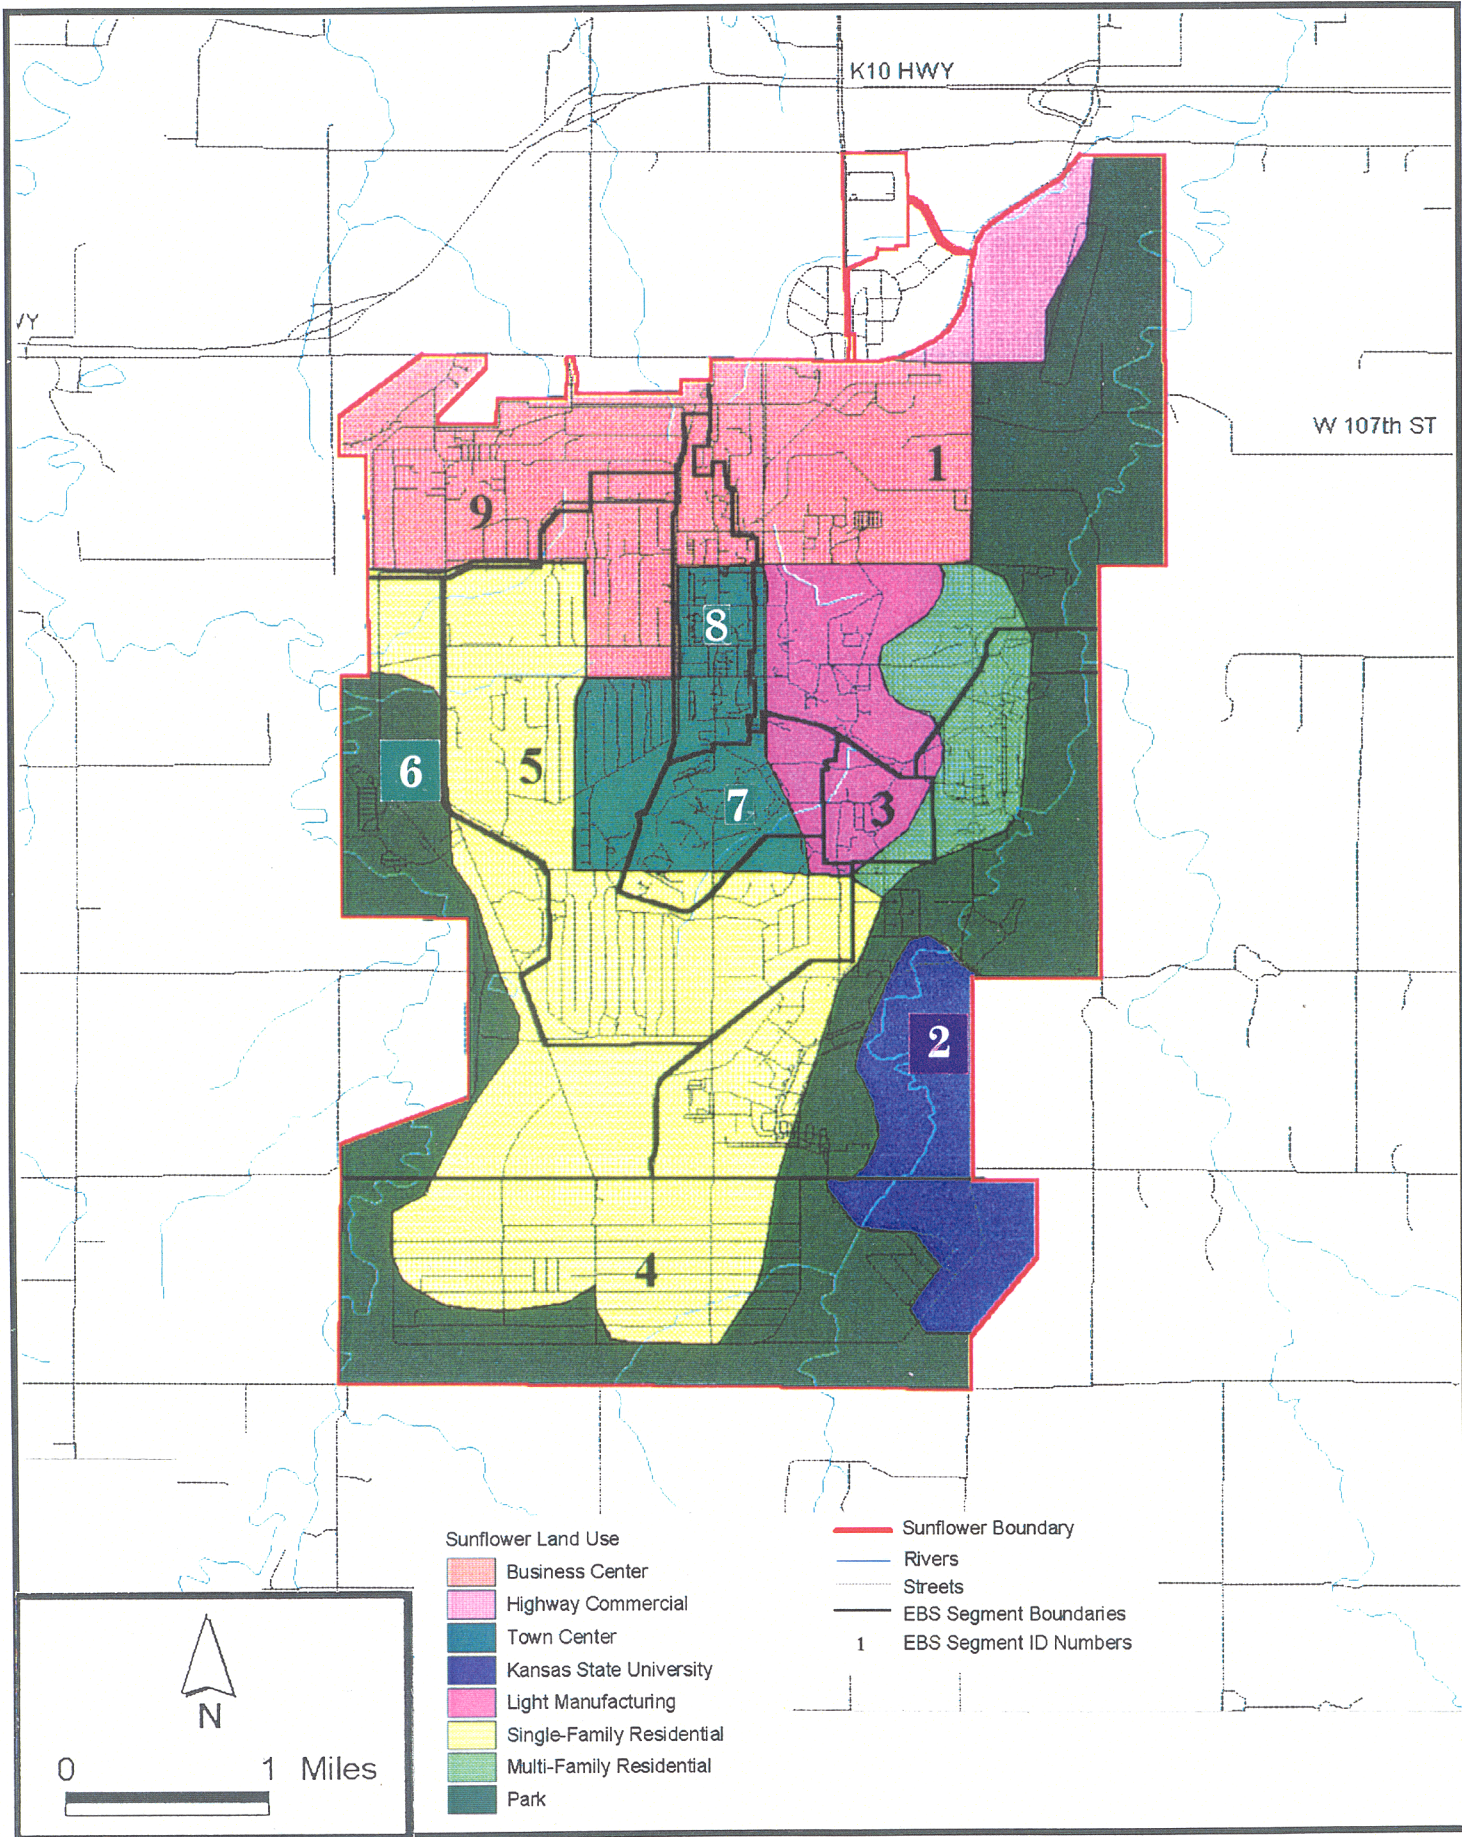 K10 HWY
WY
W 107th ST
1
9
8
5
6
7
3
2
4
Sunflower Land Use
Business Center
Highway Commercial
Town Center
Kansas State University
Light Manufacturing
Single-Family Residential
Multi-Family Residential
Park
Sunflower Boundary
Rivers
Streets
EBS Segment Boundaries
1 EBS Segment ID Numbers
N
0 1 Miles